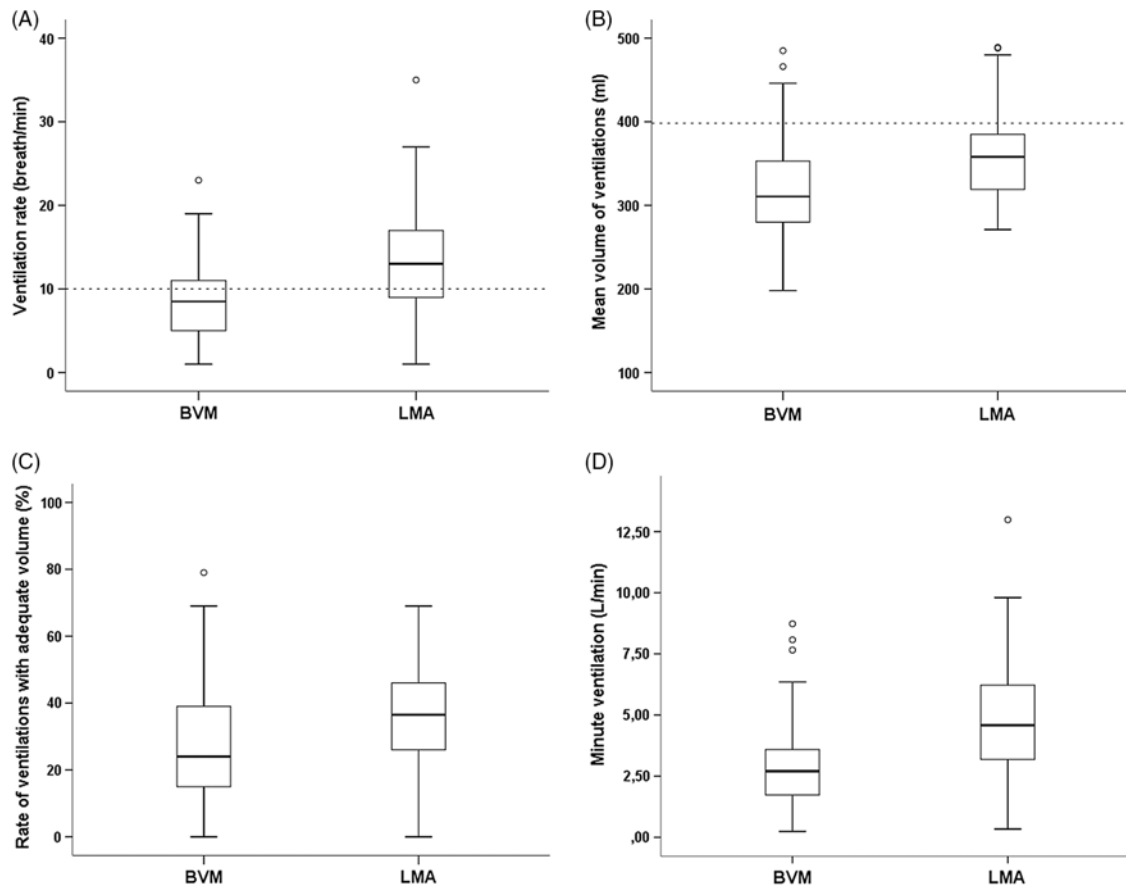 (A)
Ventilation rate (breath/min)
40
30
20
10
0
BVM LMA
(B)
Mean volume of ventilations (ml)
500
400
300
200
100
BVM LMA
(C)
Rate of ventilations with adequate volume (%)
100
80
60
40
20
0
BVM LMA
(D)
Minute ventilation (L/min)
12,50
10,00
7,50
5,00
2,50
,00
BVM LMA